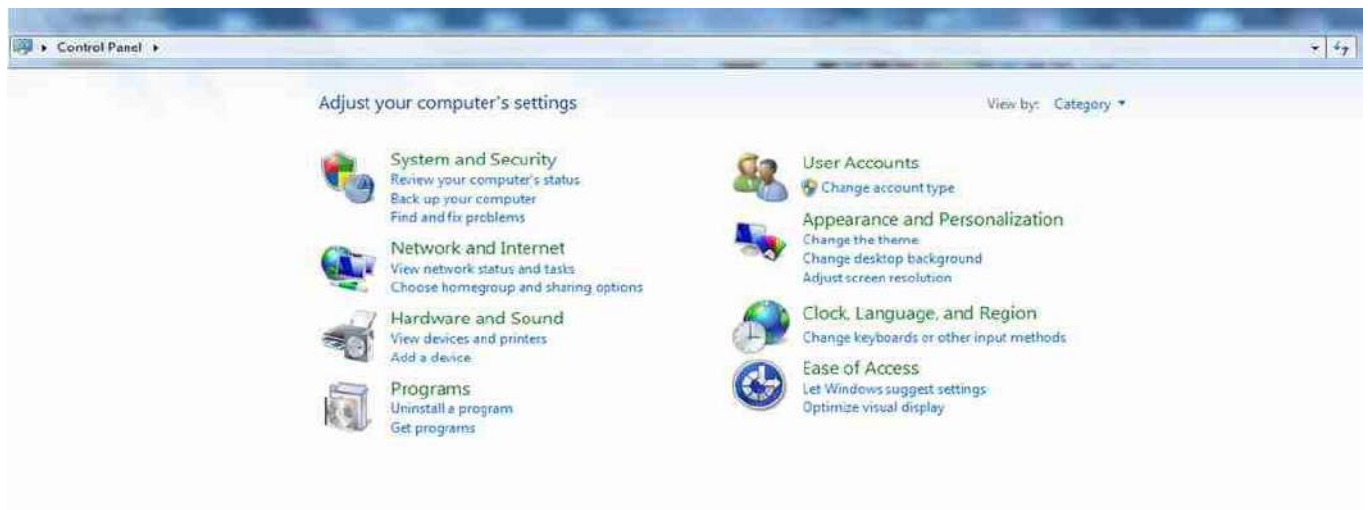 Control Panel
Adjust your computer's settings
View by: Category
System and Security
Review your computer's status
Back up your computer
Find and fix problems
Network and Internet
View network status and tasks
Choose homegroup and sharing options
Hardware and Sound
View devices and printers
Add a device
Programs
Uninstall a program
Get programs
User Accounts
Change account type
Appearance and Personalization
Change the theme
Change desktop background
Adjust screen resolution
Clock, Language, and Region
Change keyboards or other input methods
Ease of Access
Let Windows suggest settings
Optimize visual display